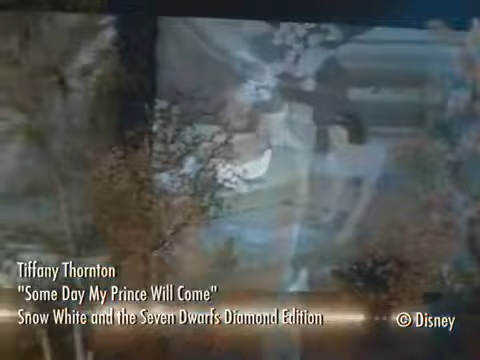 Tiffany Thornton
"Some Day My Prince Will Come"
Snow White and the Seven Dwarfs Diamond Edition
© Disney